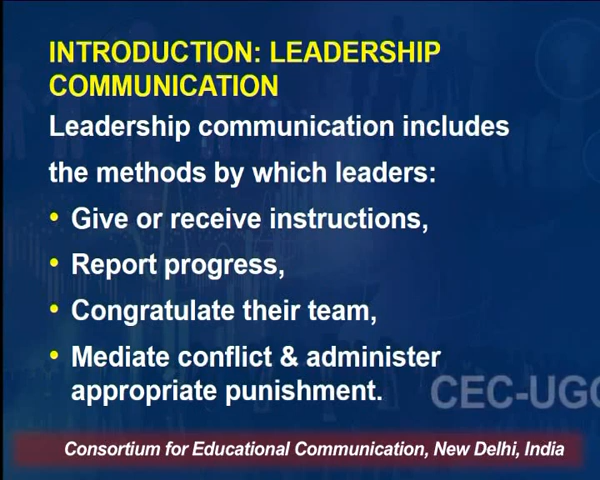 INTRODUCTION: LEADERSHIP
COMMUNICATION
Leadership communication includes
the methods by which leaders:
• Give or receive instructions,
• Report progress,
• Congratulate their team,
• Mediate conflict & administer
appropriate punishment.
CEC-UGC
Consortium for Educational Communication, New Delhi, India